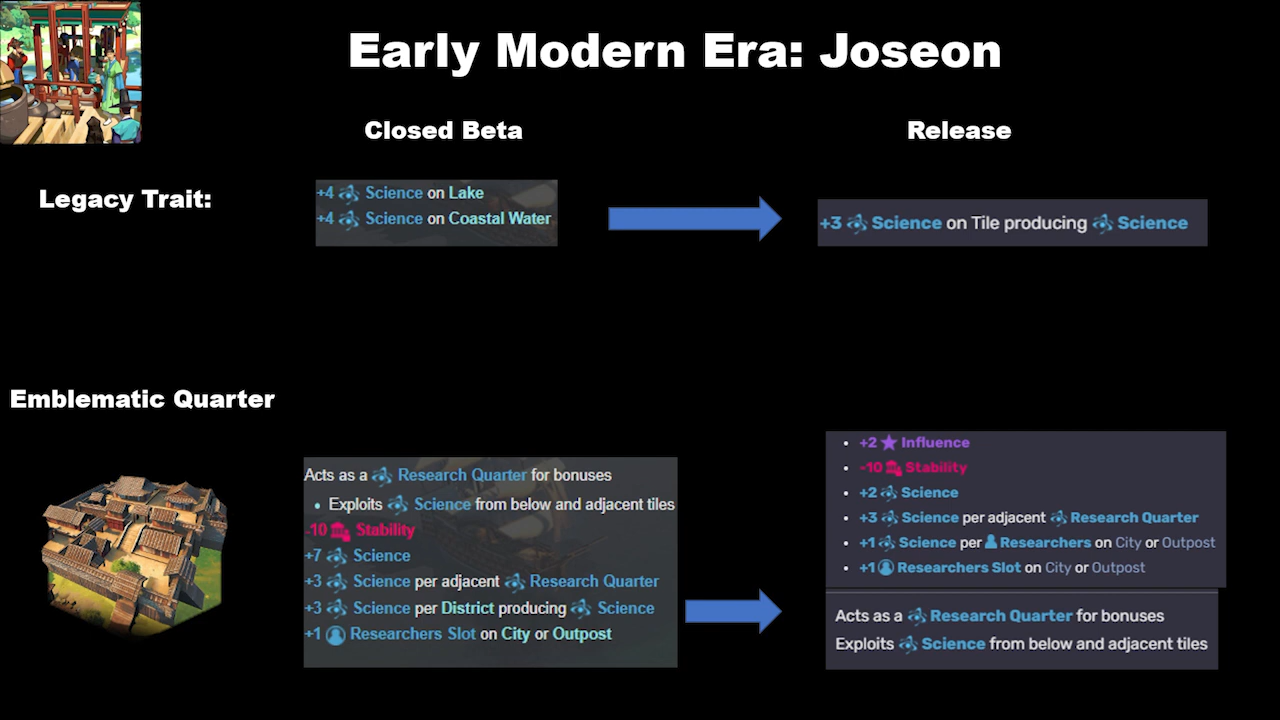 Early Modern Era: Joseon
Closed Beta
Release
Legacy Trait:
+4 Science on Lake
+4 Science on Coastal Water
+3 Science on Tile producing Science
Emblematic Quarter
Acts as a Research Quarter for bonuses
• Exploits Science from below and adjacent tiles
-10 Stability
+7 Science
+3 Science per adjacent Research Quarter
+3 Science per District producing Science
+1 Researchers Slot on City or Outpost
• +2 Influence
• -10 Stability
• +2 Science
• +3 Science per adjacent Research Quarter
• +1 Science per Researchers on City or Outpost
• +1 Researchers Slot on City or Outpost
Acts as a Research Quarter for bonuses
Exploits Science from below and adjacent tiles